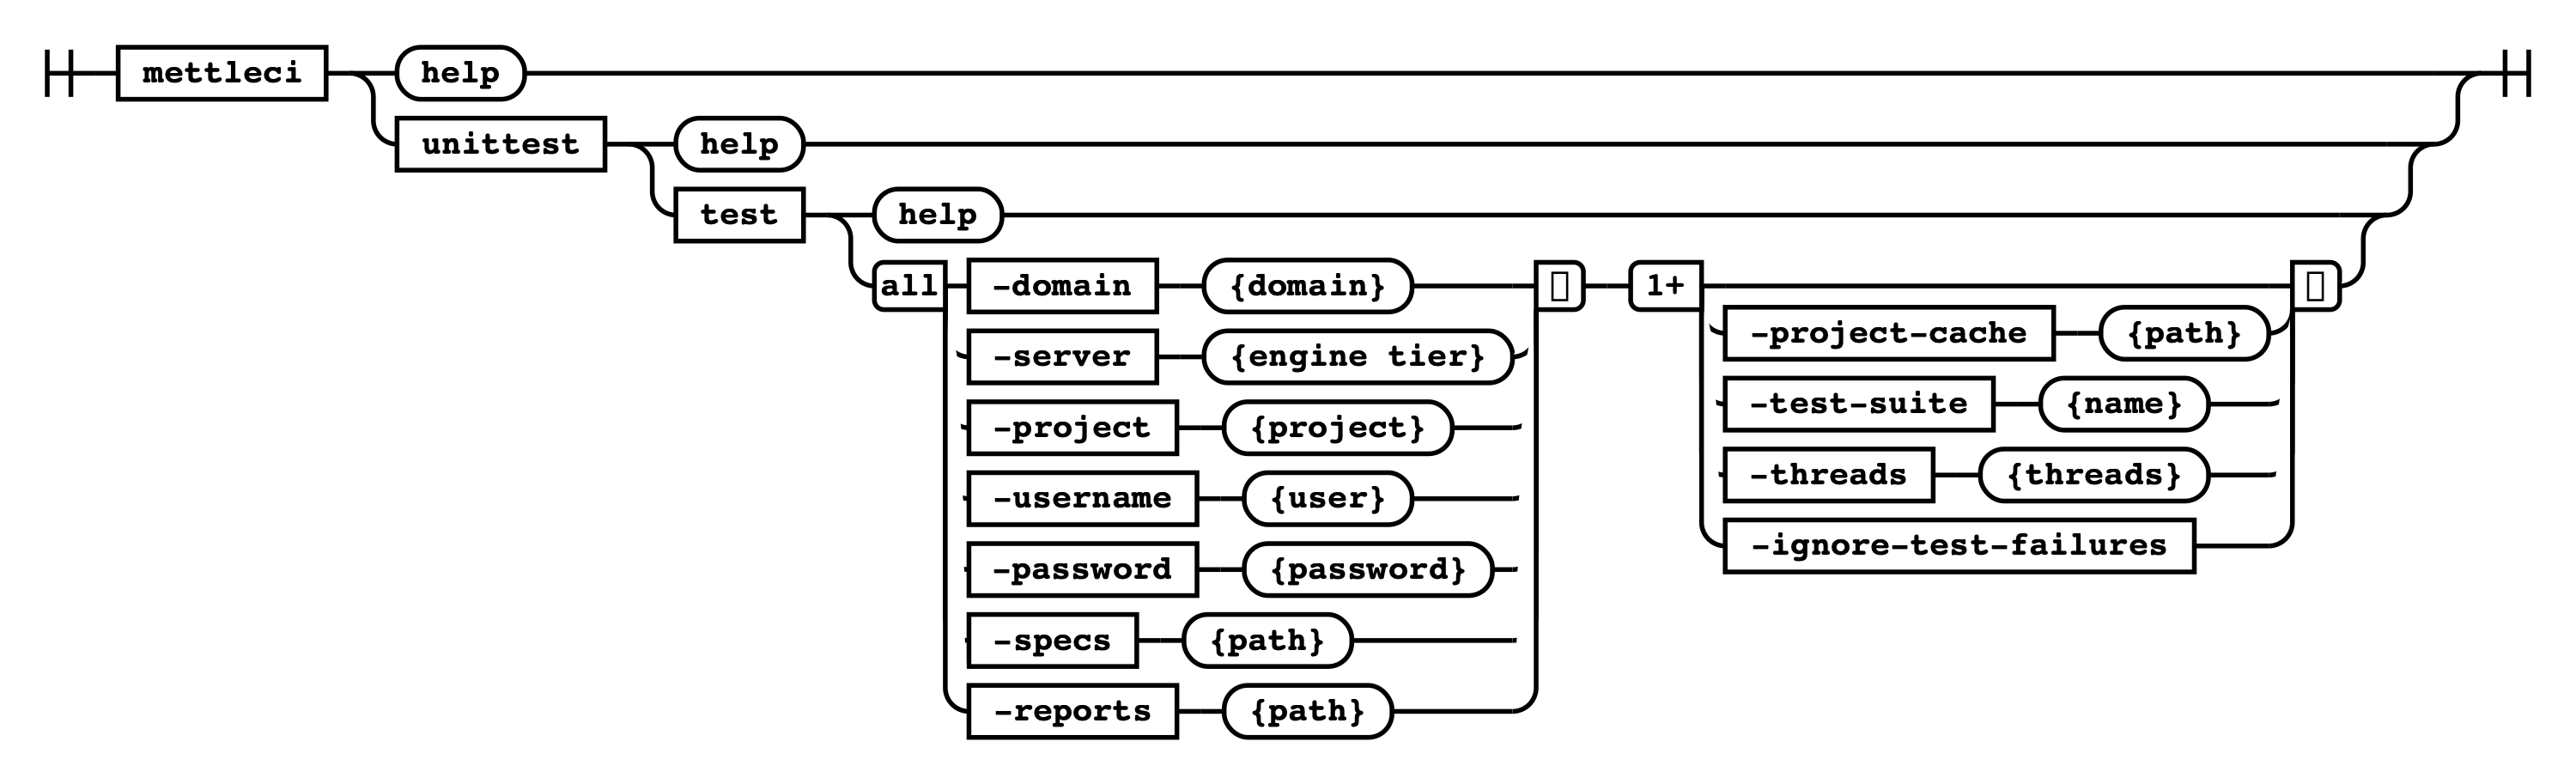 mettleci help
unittest help
test help
all -domain {domain} 1+
-project-cache {path}
-server {engine tier}
-test-suite {name}
-project {project}
-threads {threads}
-username {user}
-ignore-test-failures
-password {password}
-specs {path}
-reports {path}